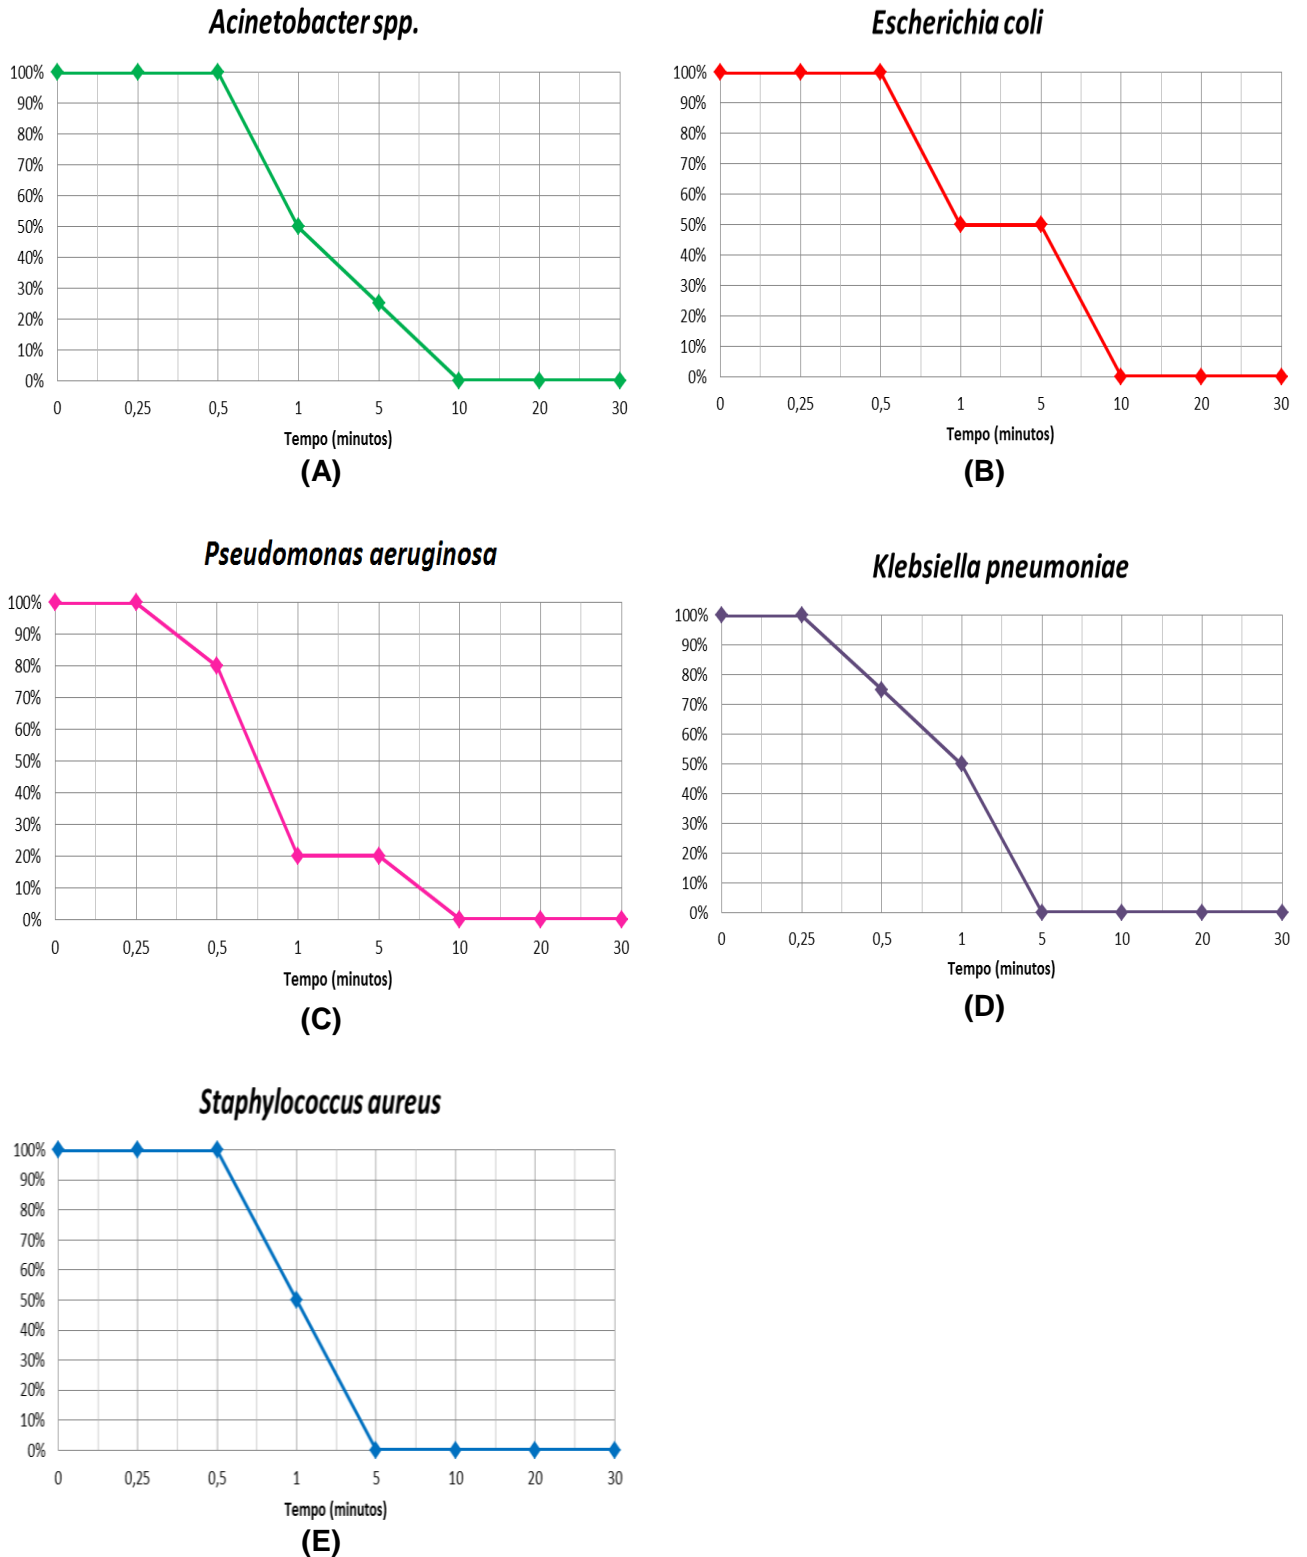 Acinetobacter spp.
100%
90%
80%
70%
60%
50%
40%
30%
20%
10%
0%
0 0,25 0,5 1 5 10 20 30
Tempo (minutos)
(A)
Escherichia coli
100%
90%
80%
70%
60%
50%
40%
30%
20%
10%
0%
0 0,25 0,5 1 5 10 20 30
Tempo (minutos)
(B)
Pseudomonas aeruginosa
100%
90%
80%
70%
60%
50%
40%
30%
20%
10%
0%
0 0,25 0,5 1 5 10 20 30
Tempo (minutos)
(C)
Klebsiella pneumoniae
100%
90%
80%
70%
60%
50%
40%
30%
20%
10%
0%
0 0,25 0,5 1 5 10 20 30
Tempo (minutos)
(D)
Staphylococcus aureus
100%
90%
80%
70%
60%
50%
40%
30%
20%
10%
0%
0 0,25 0,5 1 5 10 20 30
Tempo (minutos)
(E)